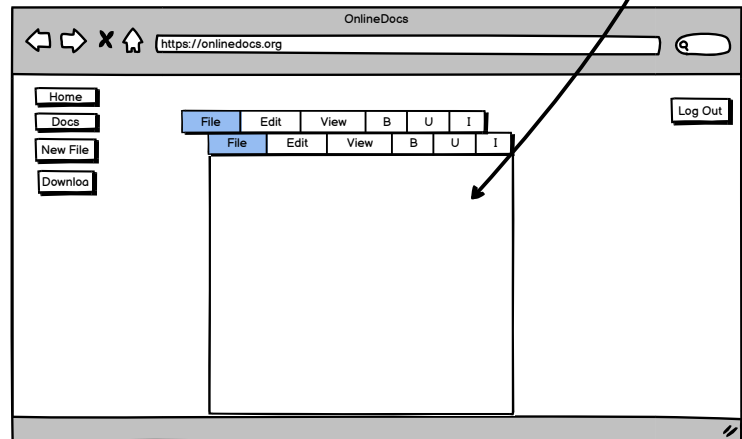 OnlineDocs
https://onlinedocs.org
Home
Docs
New File
Downloa
Log Out
File Edit View B U I
File Edit View B U I